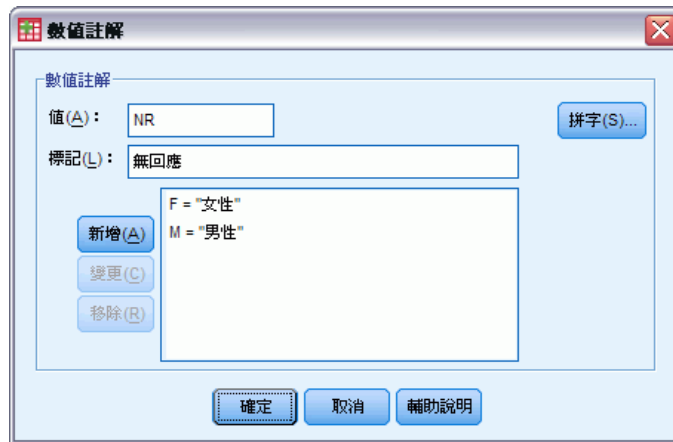 數值註解
數值註解
值(A)：
NR
拼字(S)...
標記(L)：
無回應
F = "女性"
M = "男性"
新增(A)
變更(C)
移除(R)
確定
取消
輔助說明